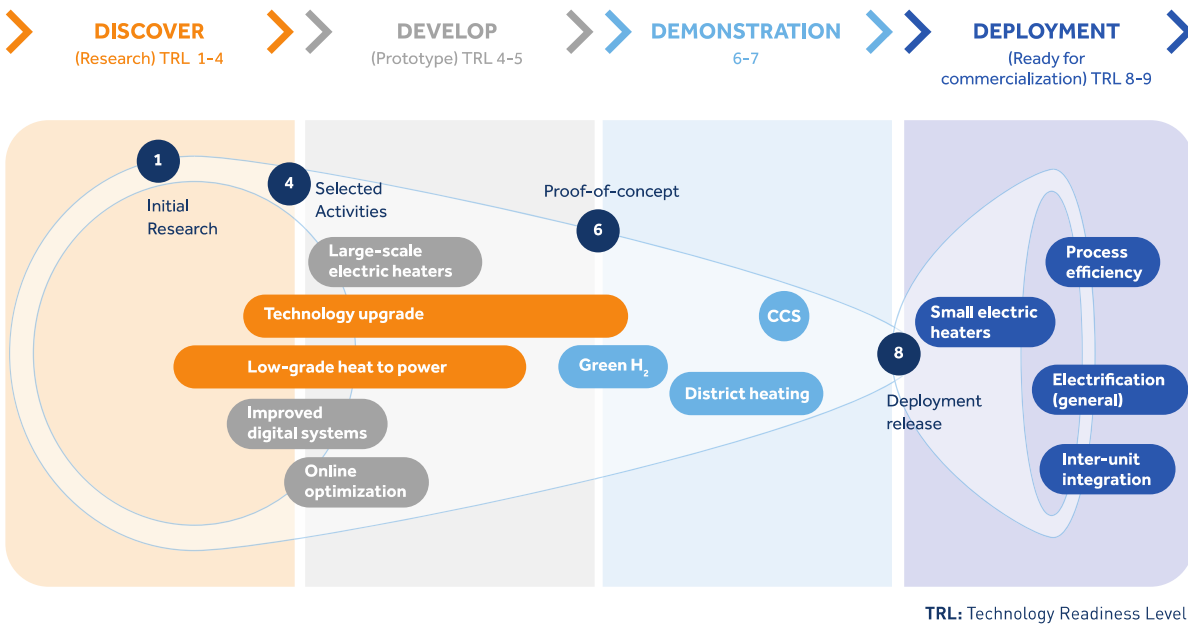 DISCOVER
(Research) TRL 1-4
DEVELOP
(Prototype) TRL 4-5
DEMONSTRATION
6-7
DEPLOYMENT
(Ready for
commercialization) TRL 8-9
1
Initial
Research
4
Selected
Activities
Proof-of-concept
6
Large-scale
electric heaters
Technology upgrade
Low-grade heat to power
Improved
digital systems
Online
optimization
CCS
Green H₂
District heating
8
Deployment
release
Process
efficiency
Small electric
heaters
Electrification
(general)
Inter-unit
integration
TRL: Technology Readiness Level